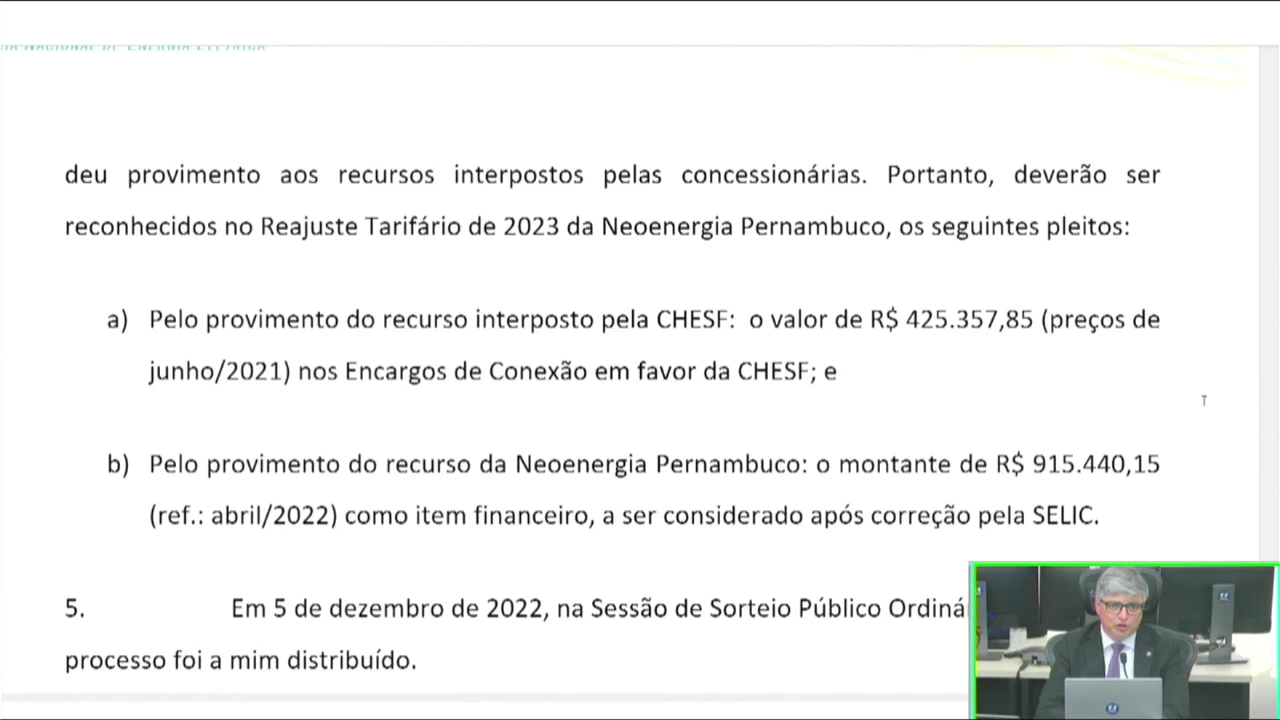 NACIONAL DE ENERGIA ELÉTRICA
deu provimento aos recursos interpostos pelas concessionárias. Portanto, deverão ser
reconhecidos no Reajuste Tarifário de 2023 da Neoenergia Pernambuco, os seguintes pleitos:
a) Pelo provimento do recurso interposto pela CHESF: o valor de R$ 425.357,85 (preços de
junho/2021) nos Encargos de Conexão em favor da CHESF; e
b) Pelo provimento do recurso da Neoenergia Pernambuco: o montante de R$ 915.440,15
(ref.: abril/2022) como item financeiro, a ser considerado após correção pela SELIC.
5. Em 5 de dezembro de 2022, na Sessão de Sorteio Público Ordiná
processo foi a mim distribuído.